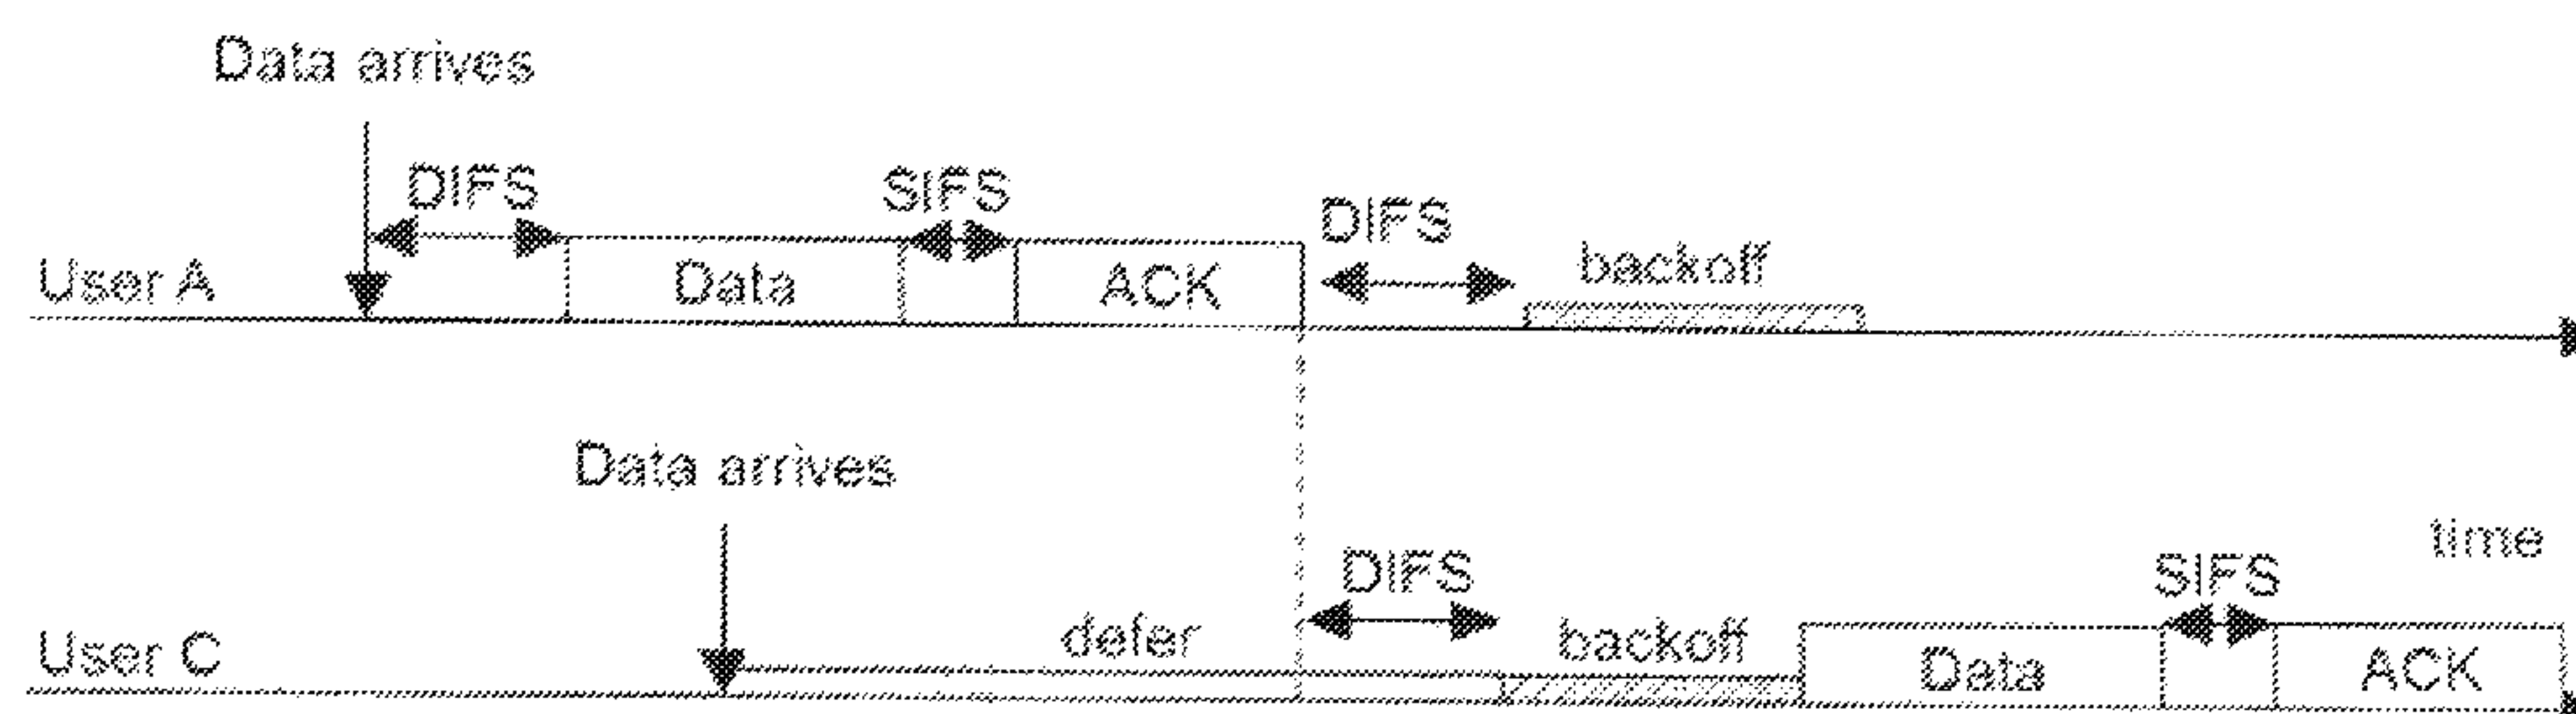 Data arrives
DIFS
SIFS
DIFS
backoff
User A
Data
ACK
Data arrives
time
DIFS
SIFS
defer
backoff
User C
Data
ACK